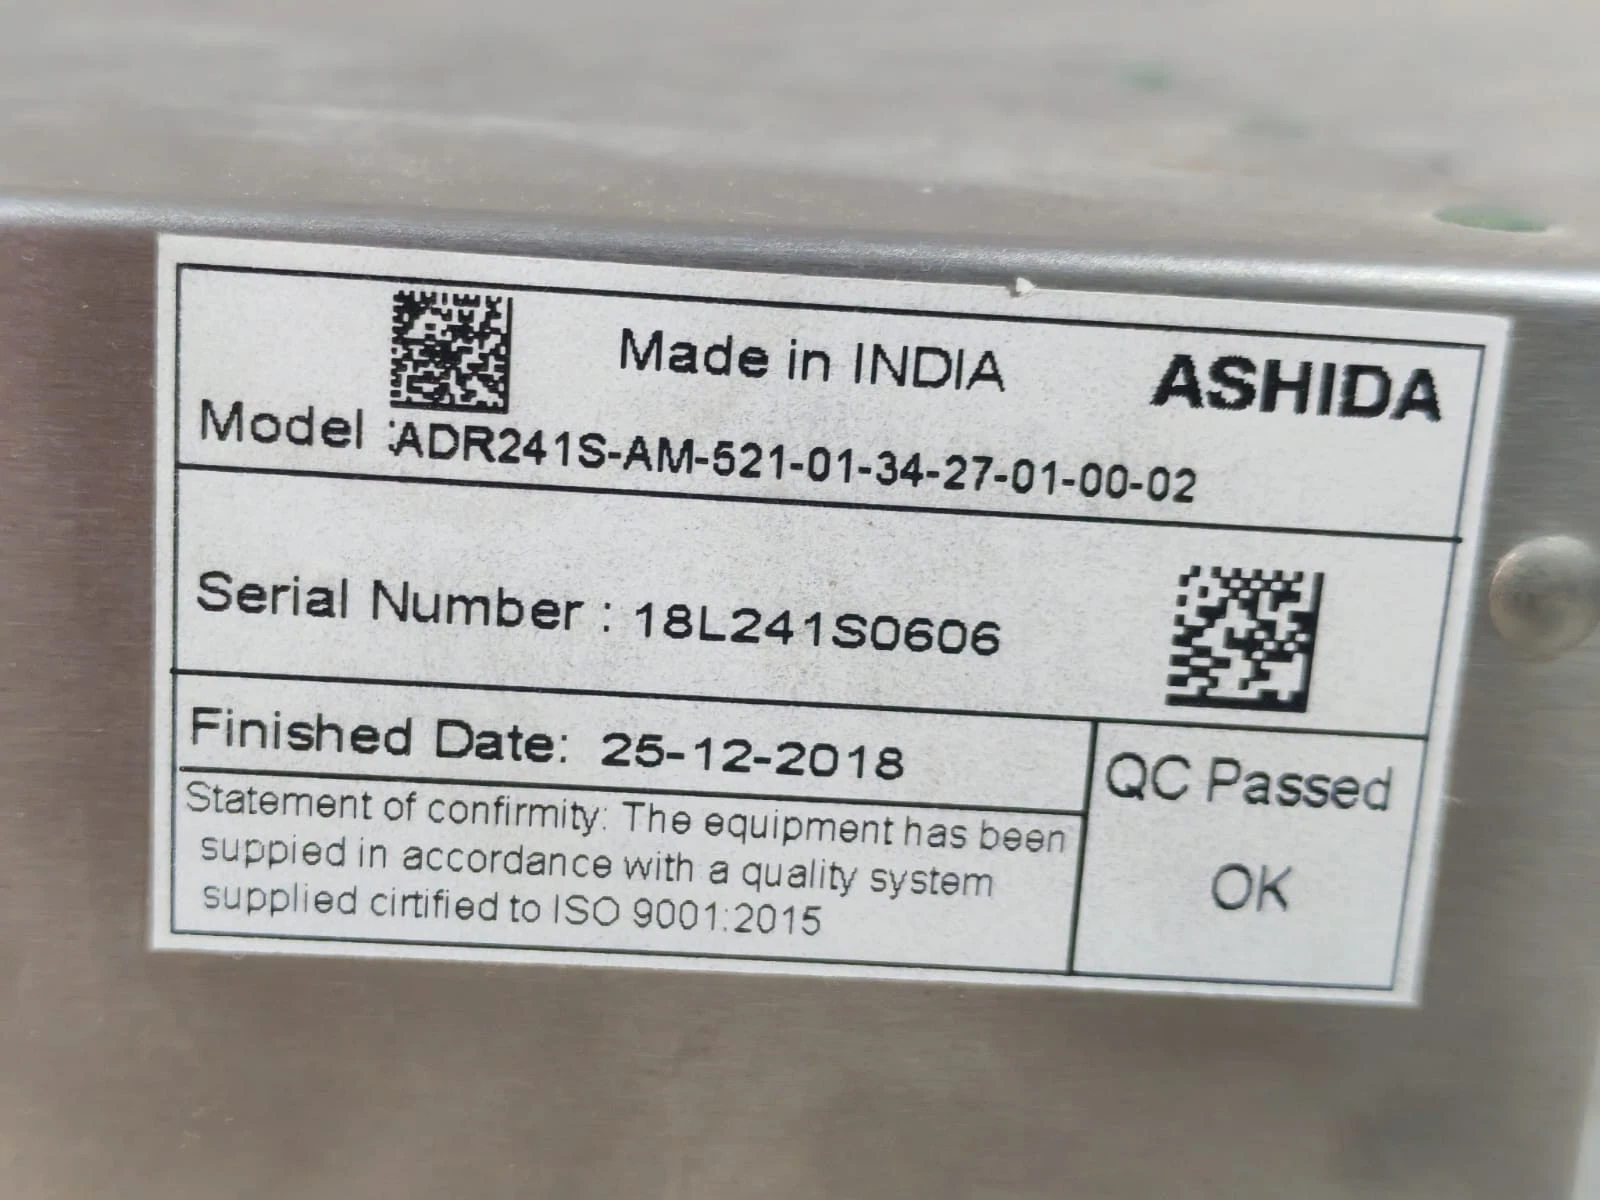 Made in INDIA ASHIDA
Model :ADR241S-AM-521-01-34-27-01-00-02
Serial Number : 18L241S0606
Finished Date: 25-12-2018
QC Passed
OK
Statement of confirmity: The equipment has been
suppied in accordance with a quality system
supplied cirtified to ISO 9001:2015